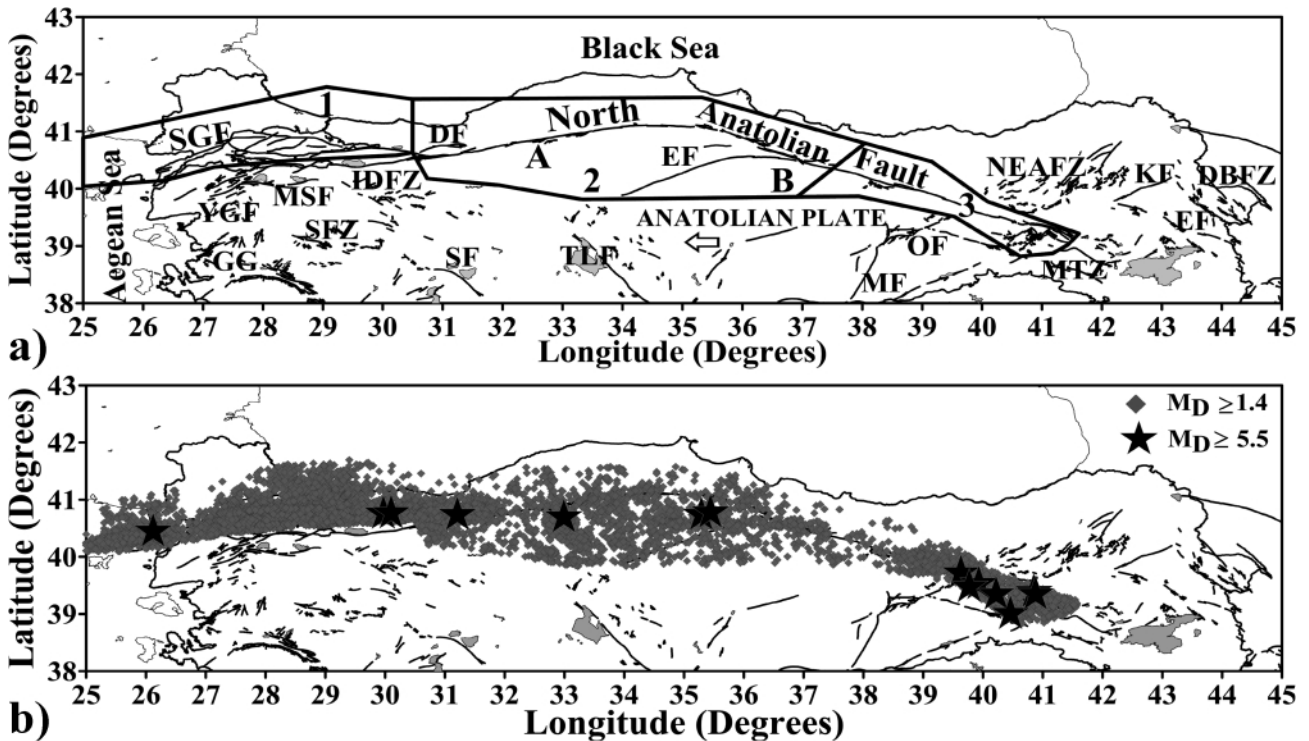 43
42
41
40
39
38
Latitude (Degrees)
Black Sea
1
North
Anatolian
Fault
SGF
DF
A
EF
NEAFZ
KF
DBFZ
Aegean Sea
MSF
IDFZ
2
B
3
YGF
SFZ
ANATOLIAN PLATE
OF
EF
GG
SF
TLF
MF
MTZ
25 26 27 28 29 30 31 32 33 34 35 36 37 38 39 40 41 42 43 44 45
a)
Longitude (Degrees)
43
42
41
40
39
38
Latitude (Degrees)
M_D ≥1.4
M_D ≥ 5.5
25 26 27 28 29 30 31 32 33 34 35 36 37 38 39 40 41 42 43 44 45
b)
Longitude (Degrees)